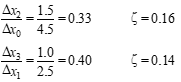 Δx₂/Δx₀ = 1.5/4.5 = 0.33 ζ = 0.16
Δx₃/Δx₁ = 1.0/2.5 = 0.40 ζ = 0.14